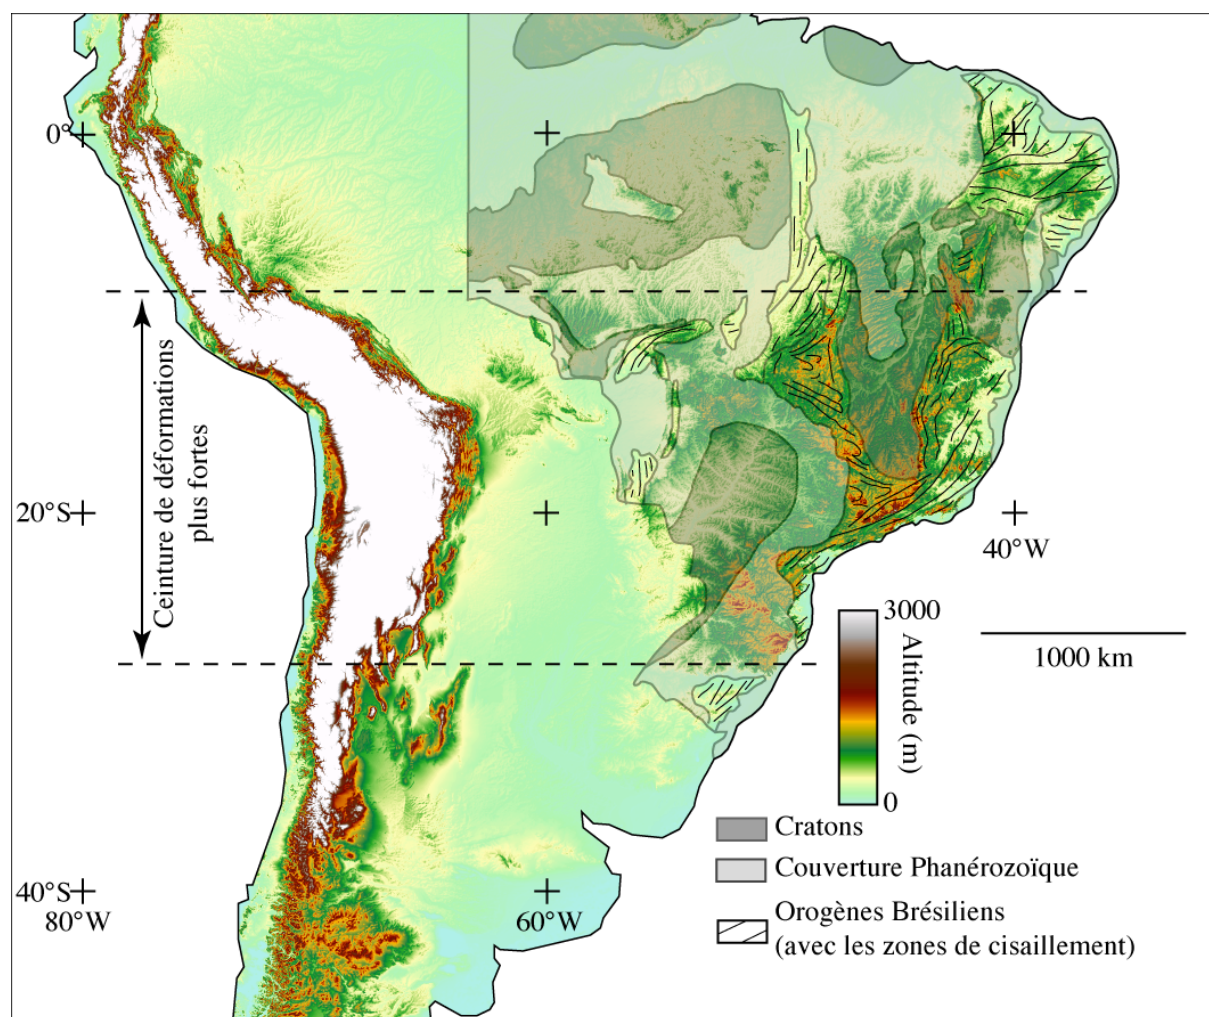 0°
Ceinture de déformations
plus fortes
20°S
40°W
3000
Altitude (m)
0
1000 km
Cratons
Couverture Phanérozoïque
Orogènes Brésiliens
(avec les zones de cisaillement)
40°S
80°W
60°W